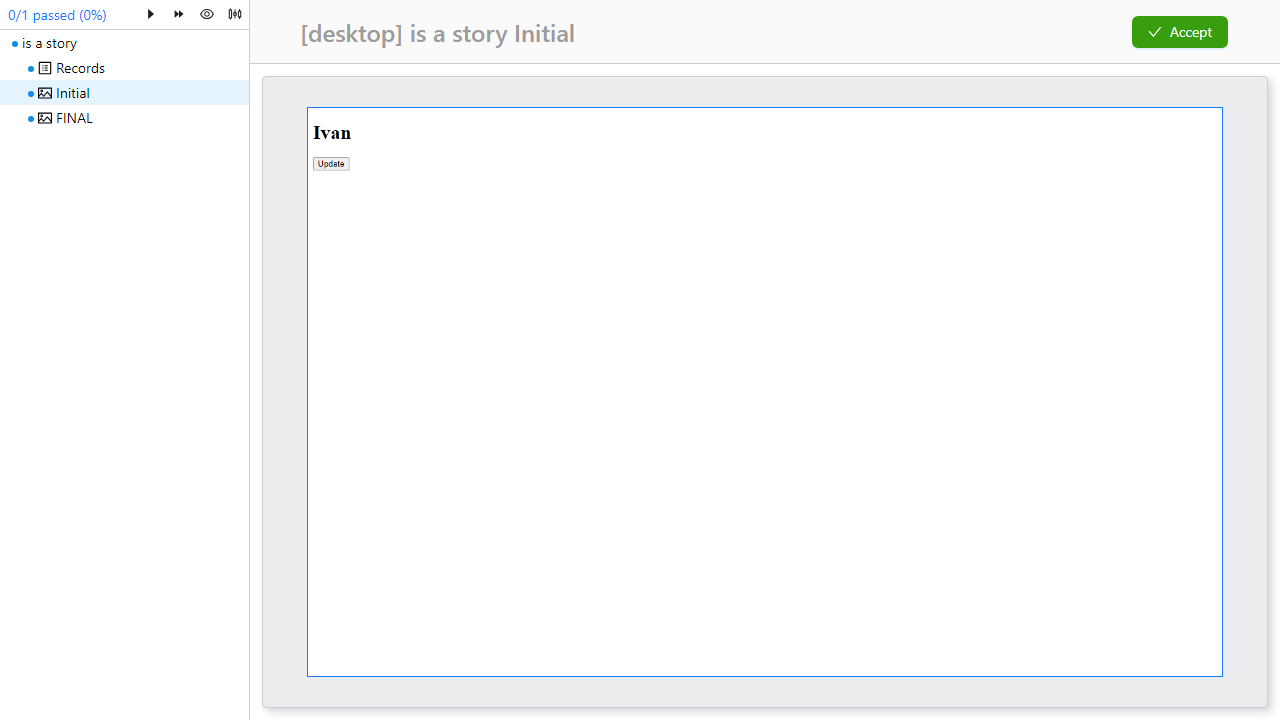 0/1 passed (0%)
is a story
Records
Initial
FINAL
[desktop] is a story Initial
Accept
Ivan
Update